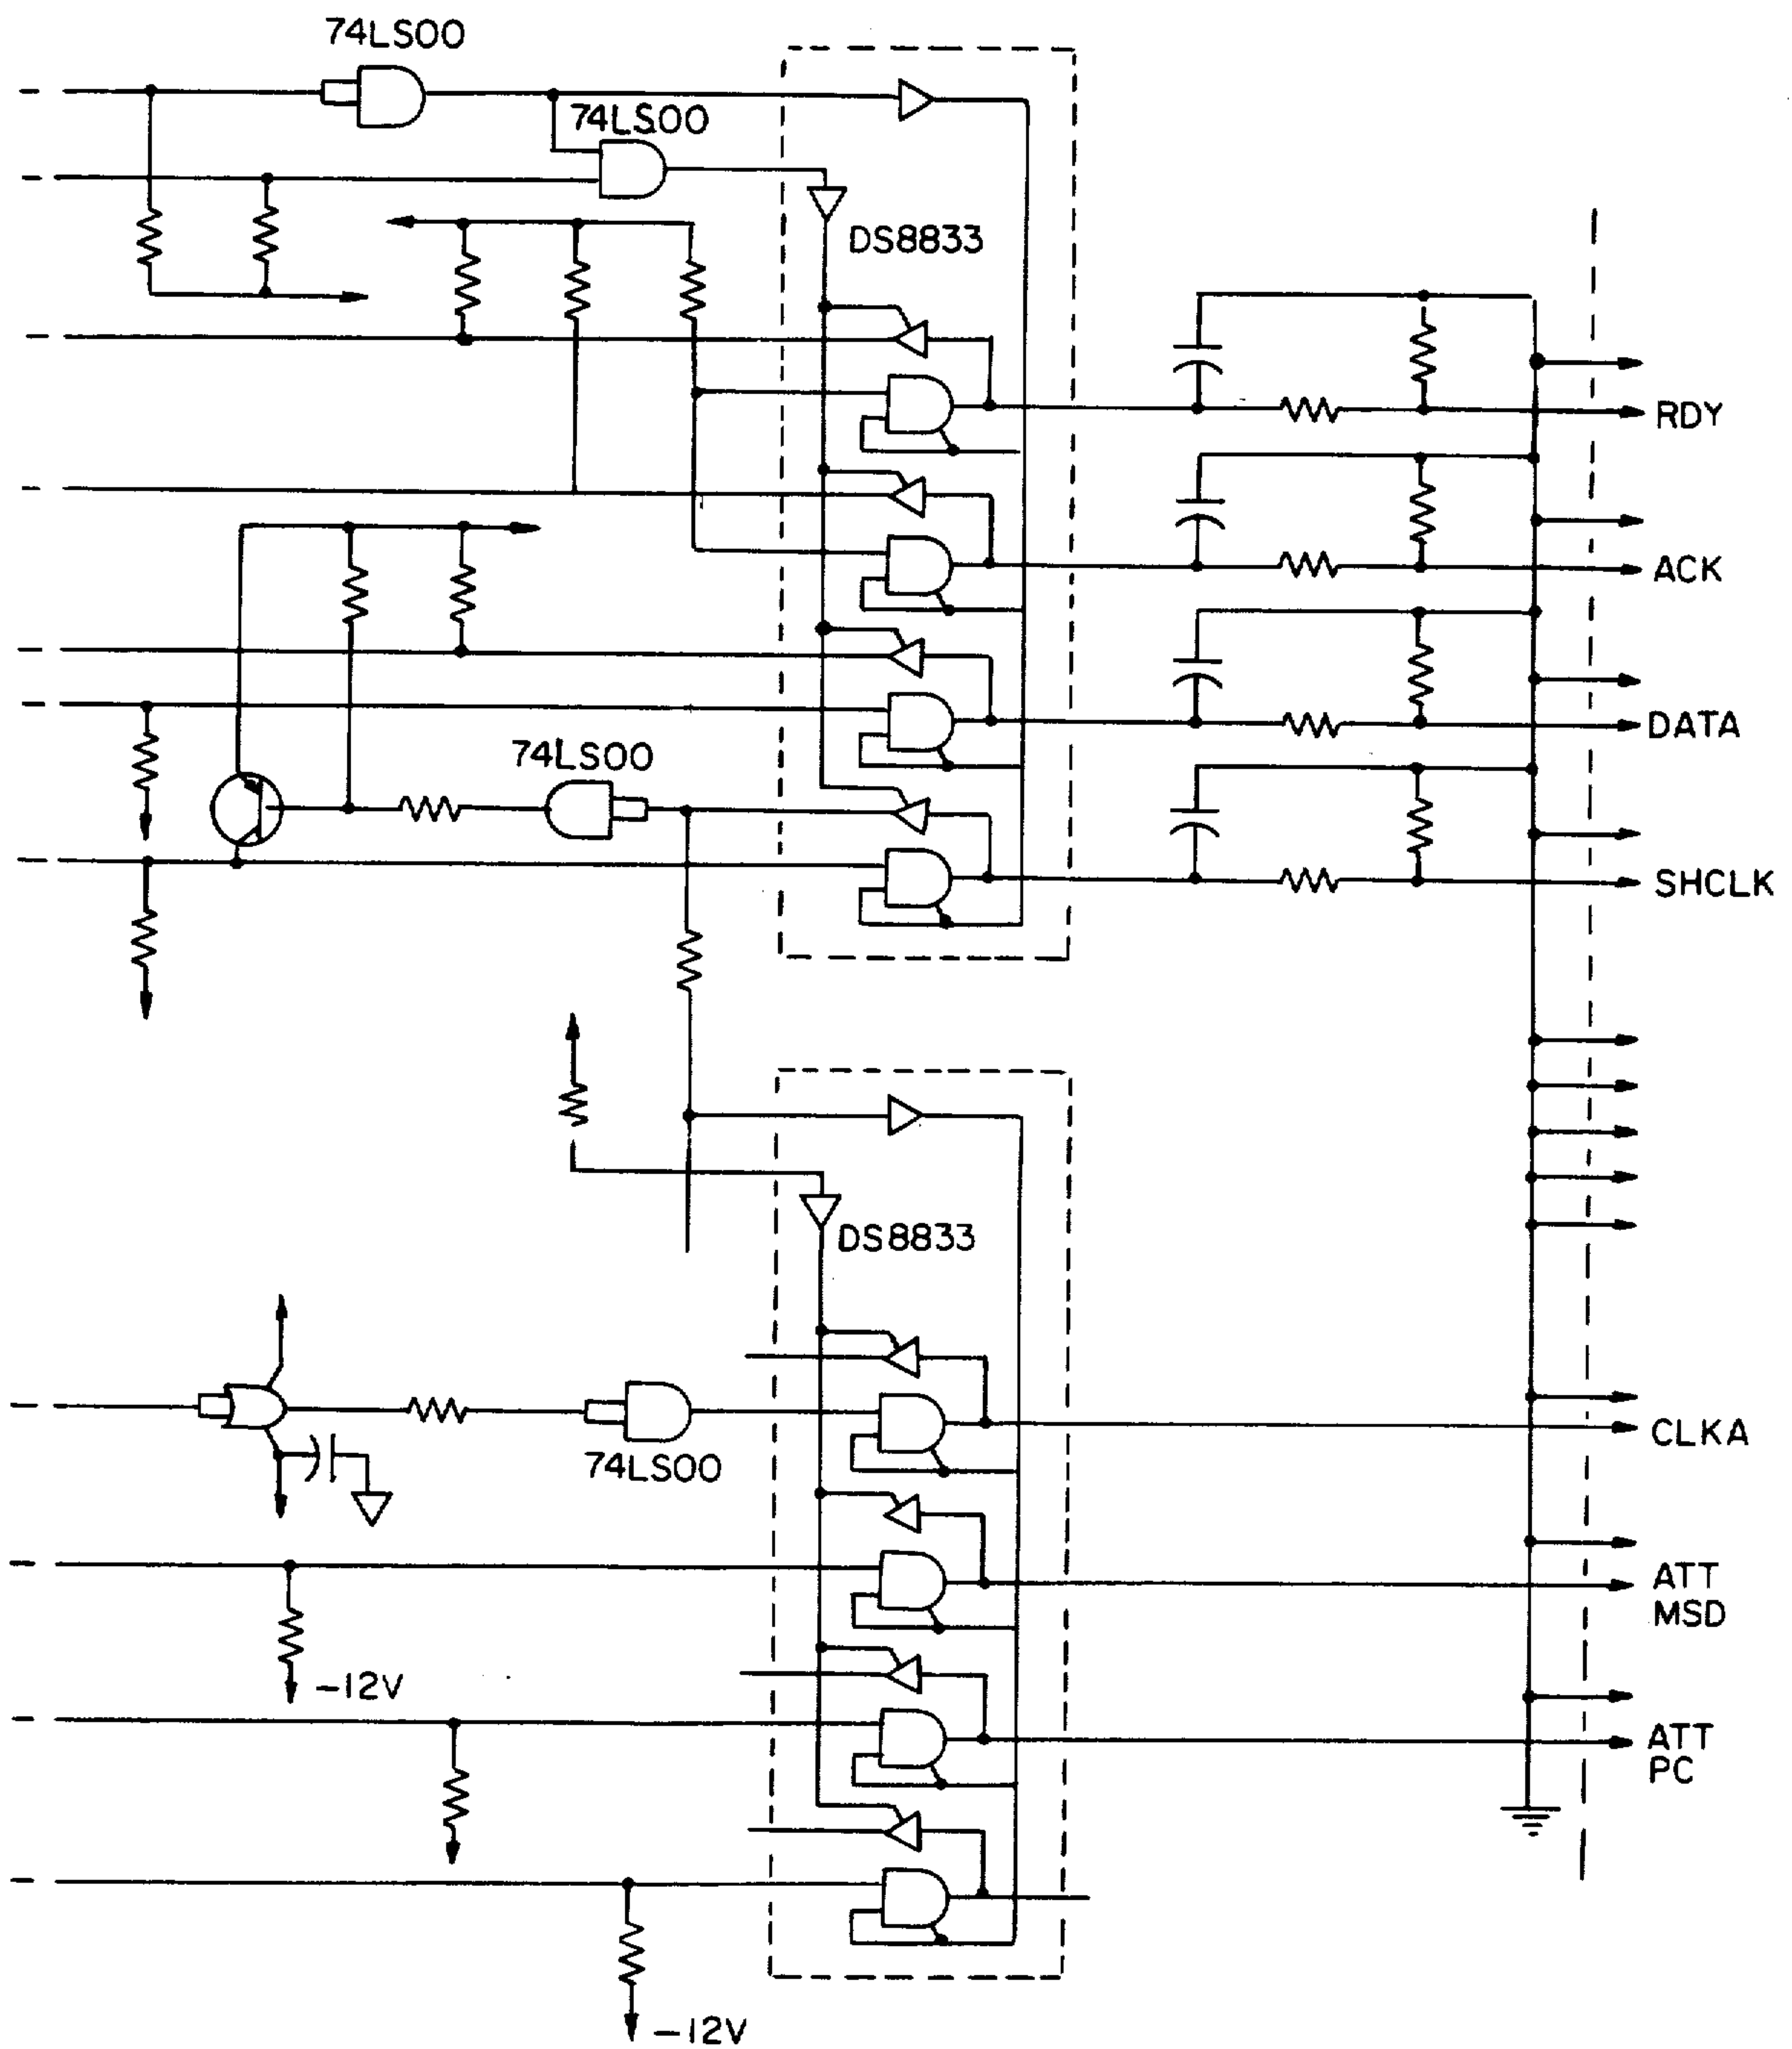 74LS00
74LS00
DS8833
RDY
ACK
DATA
74LS00
SHCLK
DS8833
CLKA
74LS00
ATT
MSD
-12V
ATT
PC
-12V